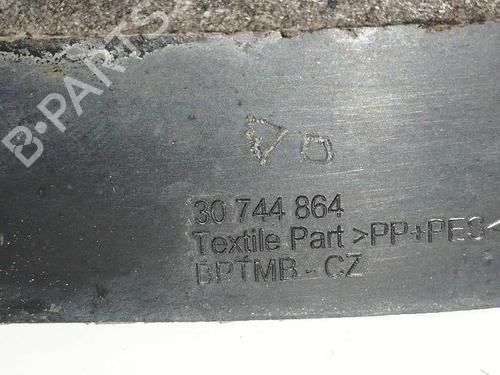 B-PARTS
30 744 864
Textile Part >PP+PES<
BPTMB - CZ